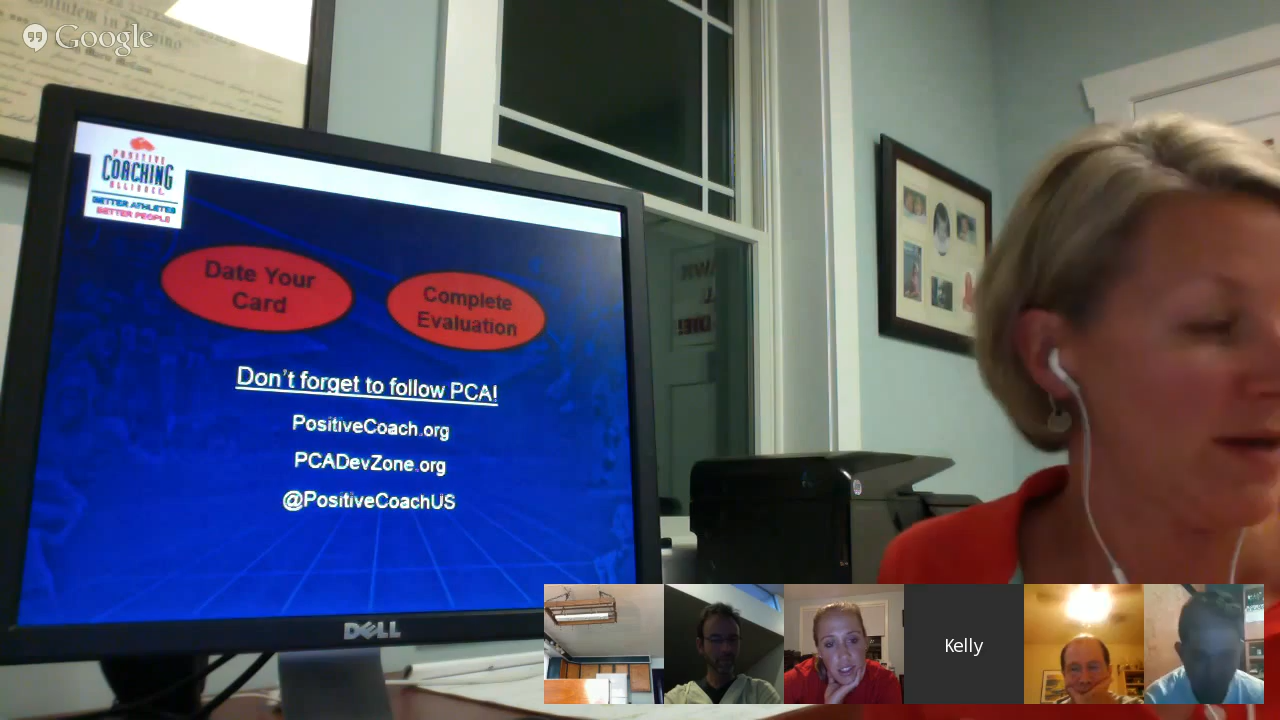 Google
POSITIVE
COACHING
ALLIANCE
BETTER ATHLETES
BETTER PEOPLE
Date Your
Card
Complete
Evaluation
Don't forget to follow PCA!
PositiveCoach.org
PCADevZone.org
@PositiveCoachUS
DELL
Kelly